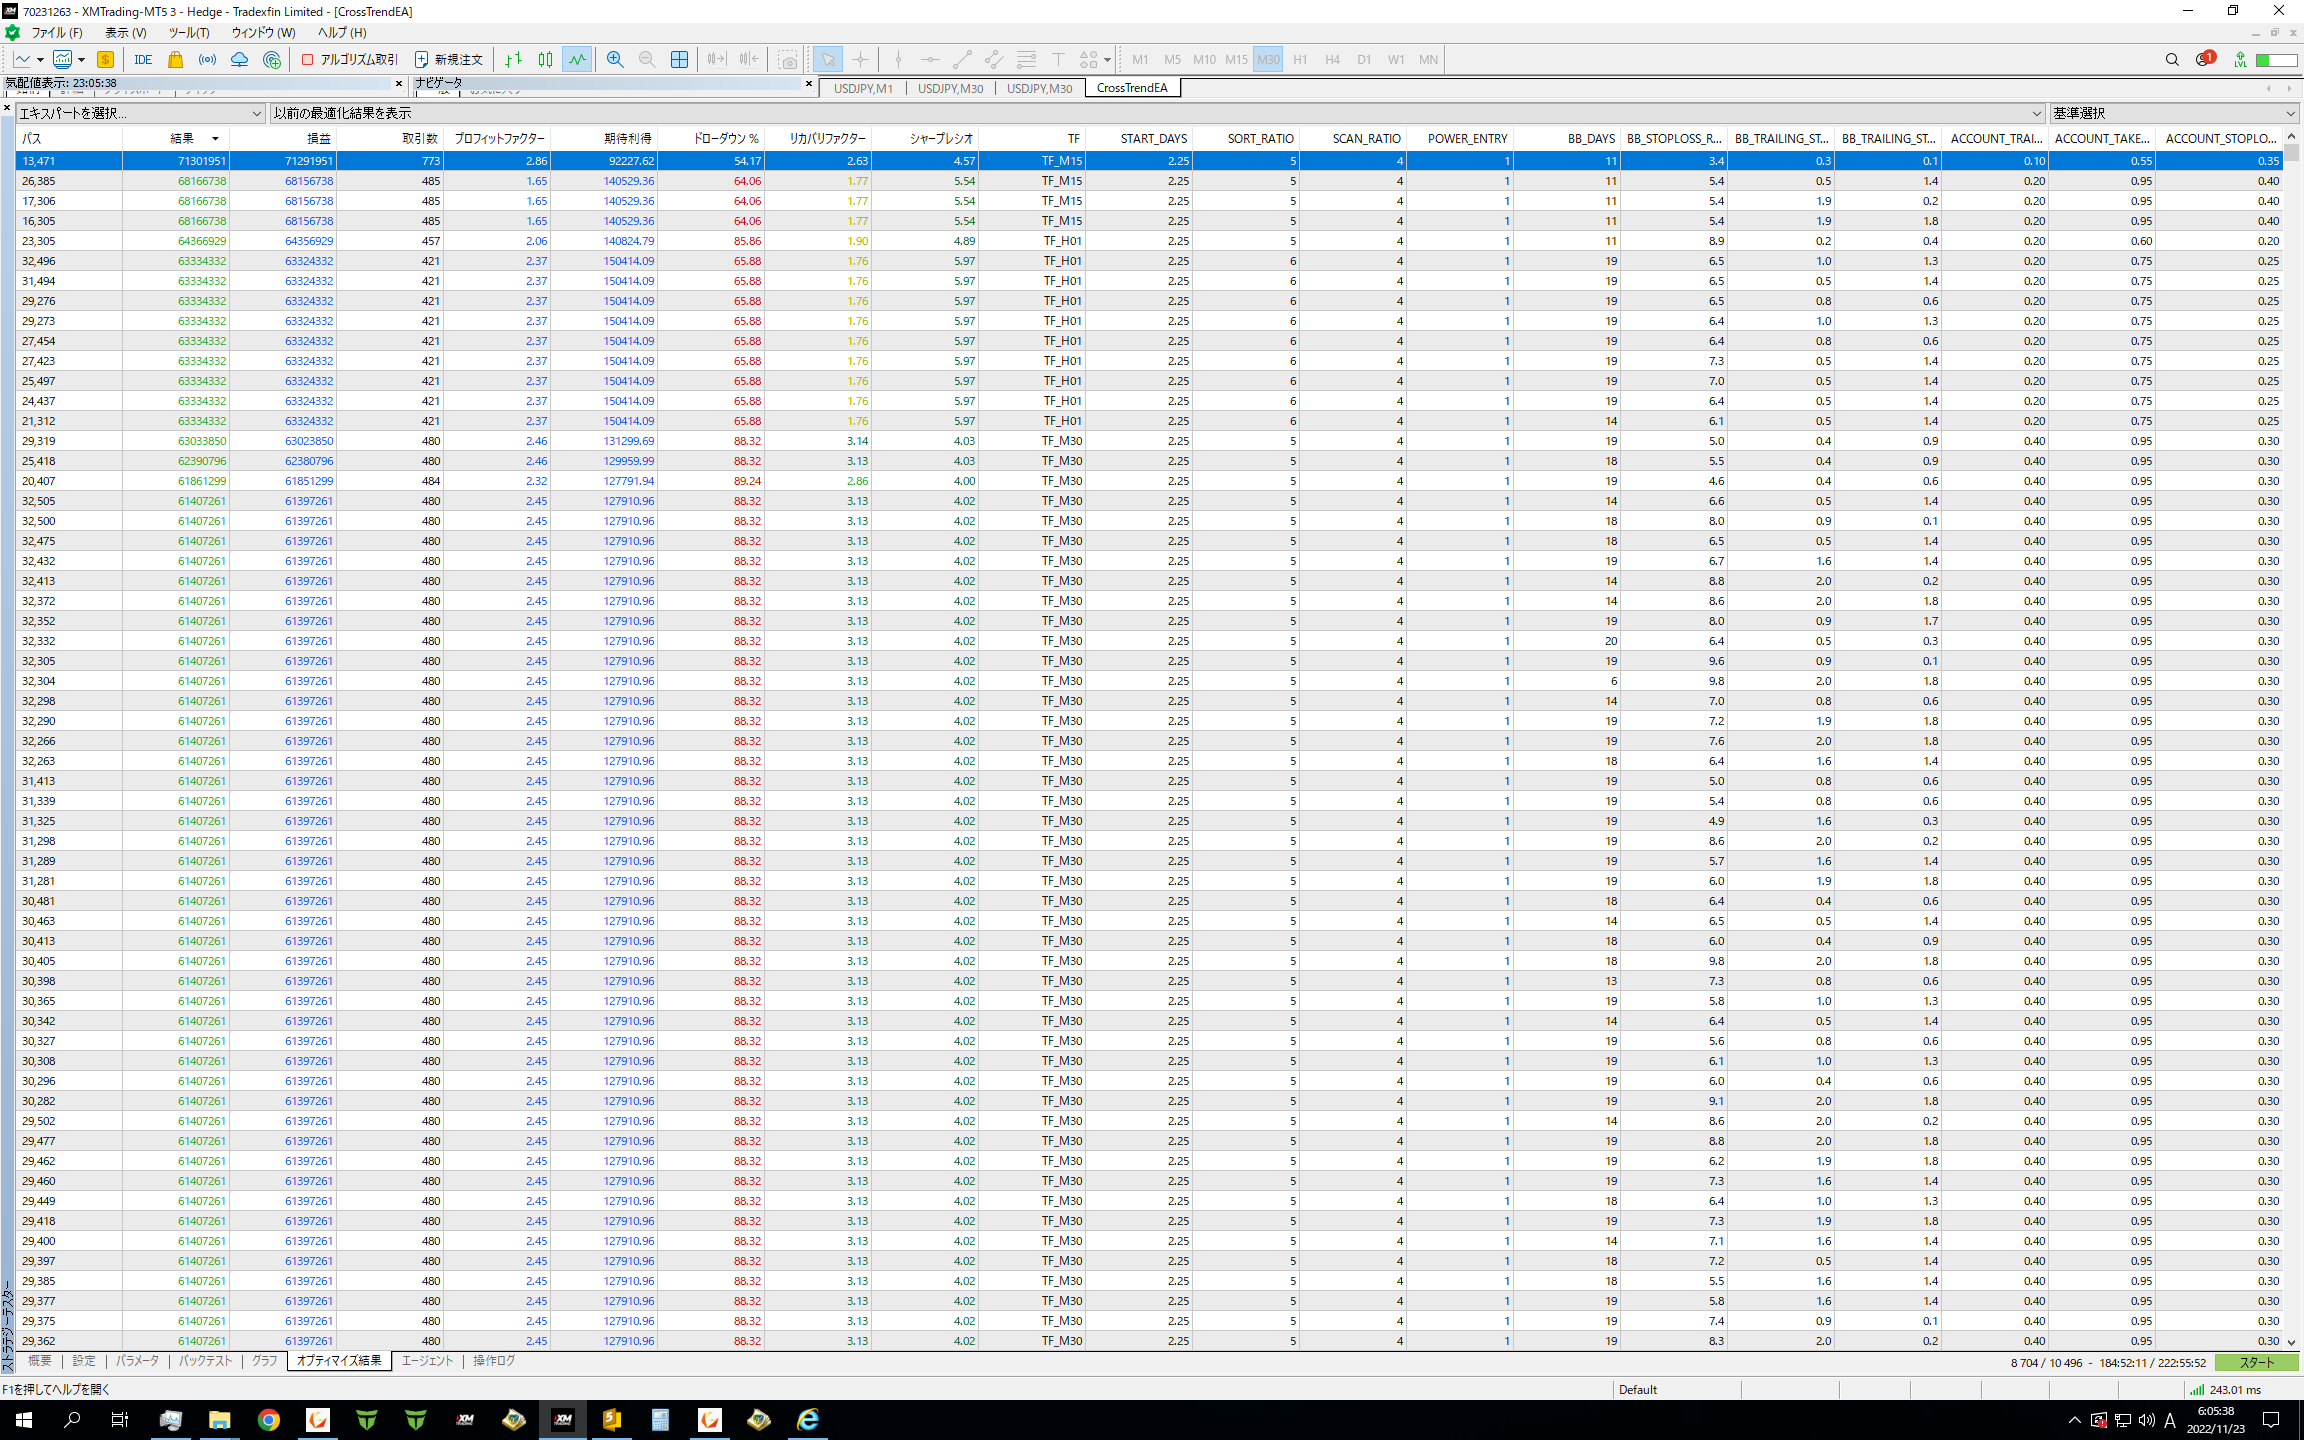 70231263 - XMTrading-MT5 3 - Hedge - Tradexfin Limited - [CrossTrendEA]
ファイル (F) 表示 (V) ツール(T) ウィンドウ (W) ヘルプ (H)
IDE アルゴリズム取引 新規注文 M1 M5 M10 M15 M30 H1 H4 D1 W1 MN 1 LVL
気配値表示: 23:05:38 ナビゲータ
USDJPY,M1 USDJPY,M30 USDJPY,M30 CrossTrendEA
エキスパートを選択... 以前の最適化結果を表示 基準選択
パス 結果 損益 取引数 プロフィットファクター 期待利得 ドローダウン % リカバリファクター シャープレシオ TF START_DAYS SORT_RATIO SCAN_RATIO POWER_ENTRY BB_DAYS BB_STOPLOSS_R... BB_TRAILING_ST... BB_TRAILING_ST... ACCOUNT_TRAI... ACCOUNT_TAKE... ACCOUNT_STOPLO...
13,471 71301951 71291951 773 2.86 92227.62 54.17 2.63 4.57 TF_M15 2.25 5 4 1 11 3.4 0.3 0.1 0.10 0.55 0.35
26,385 68166738 68156738 485 1.65 140529.36 64.06 1.77 5.54 TF_M15 2.25 5 4 1 11 5.4 0.5 1.4 0.20 0.95 0.40
17,306 68166738 68156738 485 1.65 140529.36 64.06 1.77 5.54 TF_M15 2.25 5 4 1 11 5.4 1.9 0.2 0.20 0.95 0.40
16,305 68166738 68156738 485 1.65 140529.36 64.06 1.77 5.54 TF_M15 2.25 5 4 1 11 5.4 1.9 1.8 0.20 0.95 0.40
23,305 64366929 64356929 457 2.06 140824.79 85.86 1.90 4.89 TF_H01 2.25 5 4 1 11 8.9 0.2 0.4 0.20 0.60 0.20
32,496 63334332 63324332 421 2.37 150414.09 65.88 1.76 5.97 TF_H01 2.25 6 4 1 19 6.5 1.0 1.3 0.20 0.75 0.25
31,494 63334332 63324332 421 2.37 150414.09 65.88 1.76 5.97 TF_H01 2.25 6 4 1 19 6.5 0.5 1.4 0.20 0.75 0.25
29,276 63334332 63324332 421 2.37 150414.09 65.88 1.76 5.97 TF_H01 2.25 6 4 1 19 6.5 0.8 0.6 0.20 0.75 0.25
29,273 63334332 63324332 421 2.37 150414.09 65.88 1.76 5.97 TF_H01 2.25 6 4 1 19 6.4 1.0 1.3 0.20 0.75 0.25
27,454 63334332 63324332 421 2.37 150414.09 65.88 1.76 5.97 TF_H01 2.25 6 4 1 19 6.4 0.8 0.6 0.20 0.75 0.25
27,423 63334332 63324332 421 2.37 150414.09 65.88 1.76 5.97 TF_H01 2.25 6 4 1 19 7.3 0.5 1.4 0.20 0.75 0.25
25,497 63334332 63324332 421 2.37 150414.09 65.88 1.76 5.97 TF_H01 2.25 6 4 1 19 7.0 0.5 1.4 0.20 0.75 0.25
24,437 63334332 63324332 421 2.37 150414.09 65.88 1.76 5.97 TF_H01 2.25 6 4 1 19 6.4 0.5 1.4 0.20 0.75 0.25
21,312 63334332 63324332 421 2.37 150414.09 65.88 1.76 5.97 TF_H01 2.25 6 4 1 14 6.1 0.5 1.4 0.20 0.75 0.25
29,319 63033850 63023850 480 2.46 131299.69 88.32 3.14 4.03 TF_M30 2.25 5 4 1 19 5.0 0.4 0.9 0.40 0.95 0.30
25,418 62390796 62380796 480 2.46 129959.99 88.32 3.13 4.03 TF_M30 2.25 5 4 1 18 5.5 0.4 0.9 0.40 0.95 0.30
20,407 61861299 61851299 484 2.32 127791.94 89.24 2.86 4.00 TF_M30 2.25 5 4 1 19 4.6 0.4 0.6 0.40 0.95 0.30
32,505 61407261 61397261 480 2.45 127910.96 88.32 3.13 4.02 TF_M30 2.25 5 4 1 14 6.6 0.5 1.4 0.40 0.95 0.30
32,500 61407261 61397261 480 2.45 127910.96 88.32 3.13 4.02 TF_M30 2.25 5 4 1 18 8.0 0.9 0.1 0.40 0.95 0.30
32,475 61407261 61397261 480 2.45 127910.96 88.32 3.13 4.02 TF_M30 2.25 5 4 1 18 6.5 0.5 1.4 0.40 0.95 0.30
32,432 61407261 61397261 480 2.45 127910.96 88.32 3.13 4.02 TF_M30 2.25 5 4 1 19 6.7 1.6 1.4 0.40 0.95 0.30
32,413 61407261 61397261 480 2.45 127910.96 88.32 3.13 4.02 TF_M30 2.25 5 4 1 14 8.8 2.0 0.2 0.40 0.95 0.30
32,372 61407261 61397261 480 2.45 127910.96 88.32 3.13 4.02 TF_M30 2.25 5 4 1 14 8.6 2.0 1.8 0.40 0.95 0.30
32,352 61407261 61397261 480 2.45 127910.96 88.32 3.13 4.02 TF_M30 2.25 5 4 1 19 8.0 0.9 1.7 0.40 0.95 0.30
32,332 61407261 61397261 480 2.45 127910.96 88.32 3.13 4.02 TF_M30 2.25 5 4 1 20 6.4 0.5 0.3 0.40 0.95 0.30
32,305 61407261 61397261 480 2.45 127910.96 88.32 3.13 4.02 TF_M30 2.25 5 4 1 19 9.6 0.9 0.1 0.40 0.95 0.30
32,304 61407261 61397261 480 2.45 127910.96 88.32 3.13 4.02 TF_M30 2.25 5 4 1 6 9.8 2.0 1.8 0.40 0.95 0.30
32,298 61407261 61397261 480 2.45 127910.96 88.32 3.13 4.02 TF_M30 2.25 5 4 1 14 7.0 0.8 0.6 0.40 0.95 0.30
32,290 61407261 61397261 480 2.45 127910.96 88.32 3.13 4.02 TF_M30 2.25 5 4 1 19 7.2 1.9 1.8 0.40 0.95 0.30
32,266 61407261 61397261 480 2.45 127910.96 88.32 3.13 4.02 TF_M30 2.25 5 4 1 19 7.6 2.0 1.8 0.40 0.95 0.30
32,263 61407261 61397261 480 2.45 127910.96 88.32 3.13 4.02 TF_M30 2.25 5 4 1 18 6.4 1.6 1.4 0.40 0.95 0.30
31,413 61407261 61397261 480 2.45 127910.96 88.32 3.13 4.02 TF_M30 2.25 5 4 1 19 5.0 0.8 0.6 0.40 0.95 0.30
31,339 61407261 61397261 480 2.45 127910.96 88.32 3.13 4.02 TF_M30 2.25 5 4 1 19 5.4 0.8 0.6 0.40 0.95 0.30
31,325 61407261 61397261 480 2.45 127910.96 88.32 3.13 4.02 TF_M30 2.25 5 4 1 19 4.9 1.6 0.3 0.40 0.95 0.30
31,298 61407261 61397261 480 2.45 127910.96 88.32 3.13 4.02 TF_M30 2.25 5 4 1 19 8.6 2.0 0.2 0.40 0.95 0.30
31,289 61407261 61397261 480 2.45 127910.96 88.32 3.13 4.02 TF_M30 2.25 5 4 1 19 5.7 1.6 1.4 0.40 0.95 0.30
31,281 61407261 61397261 480 2.45 127910.96 88.32 3.13 4.02 TF_M30 2.25 5 4 1 19 6.0 1.9 1.8 0.40 0.95 0.30
30,481 61407261 61397261 480 2.45 127910.96 88.32 3.13 4.02 TF_M30 2.25 5 4 1 18 6.4 0.4 0.6 0.40 0.95 0.30
30,463 61407261 61397261 480 2.45 127910.96 88.32 3.13 4.02 TF_M30 2.25 5 4 1 14 6.5 0.5 1.4 0.40 0.95 0.30
30,413 61407261 61397261 480 2.45 127910.96 88.32 3.13 4.02 TF_M30 2.25 5 4 1 18 6.0 0.4 0.9 0.40 0.95 0.30
30,405 61407261 61397261 480 2.45 127910.96 88.32 3.13 4.02 TF_M30 2.25 5 4 1 18 9.8 2.0 1.8 0.40 0.95 0.30
30,398 61407261 61397261 480 2.45 127910.96 88.32 3.13 4.02 TF_M30 2.25 5 4 1 13 7.3 0.8 0.6 0.40 0.95 0.30
30,365 61407261 61397261 480 2.45 127910.96 88.32 3.13 4.02 TF_M30 2.25 5 4 1 19 5.8 1.0 1.3 0.40 0.95 0.30
30,342 61407261 61397261 480 2.45 127910.96 88.32 3.13 4.02 TF_M30 2.25 5 4 1 14 6.4 0.5 1.4 0.40 0.95 0.30
30,327 61407261 61397261 480 2.45 127910.96 88.32 3.13 4.02 TF_M30 2.25 5 4 1 19 5.6 0.8 0.6 0.40 0.95 0.30
30,308 61407261 61397261 480 2.45 127910.96 88.32 3.13 4.02 TF_M30 2.25 5 4 1 19 6.1 1.0 1.3 0.40 0.95 0.30
30,296 61407261 61397261 480 2.45 127910.96 88.32 3.13 4.02 TF_M30 2.25 5 4 1 19 6.0 0.4 0.6 0.40 0.95 0.30
30,282 61407261 61397261 480 2.45 127910.96 88.32 3.13 4.02 TF_M30 2.25 5 4 1 19 9.1 2.0 1.8 0.40 0.95 0.30
29,502 61407261 61397261 480 2.45 127910.96 88.32 3.13 4.02 TF_M30 2.25 5 4 1 14 8.6 2.0 0.2 0.40 0.95 0.30
29,477 61407261 61397261 480 2.45 127910.96 88.32 3.13 4.02 TF_M30 2.25 5 4 1 19 8.8 2.0 1.8 0.40 0.95 0.30
29,462 61407261 61397261 480 2.45 127910.96 88.32 3.13 4.02 TF_M30 2.25 5 4 1 19 6.2 1.9 1.8 0.40 0.95 0.30
29,460 61407261 61397261 480 2.45 127910.96 88.32 3.13 4.02 TF_M30 2.25 5 4 1 19 7.3 1.6 1.4 0.40 0.95 0.30
29,449 61407261 61397261 480 2.45 127910.96 88.32 3.13 4.02 TF_M30 2.25 5 4 1 18 6.4 1.0 1.3 0.40 0.95 0.30
29,418 61407261 61397261 480 2.45 127910.96 88.32 3.13 4.02 TF_M30 2.25 5 4 1 19 7.3 1.9 1.8 0.40 0.95 0.30
29,400 61407261 61397261 480 2.45 127910.96 88.32 3.13 4.02 TF_M30 2.25 5 4 1 14 7.1 1.6 1.4 0.40 0.95 0.30
29,397 61407261 61397261 480 2.45 127910.96 88.32 3.13 4.02 TF_M30 2.25 5 4 1 18 7.2 0.5 1.4 0.40 0.95 0.30
29,385 61407261 61397261 480 2.45 127910.96 88.32 3.13 4.02 TF_M30 2.25 5 4 1 18 5.5 1.6 1.4 0.40 0.95 0.30
29,377 61407261 61397261 480 2.45 127910.96 88.32 3.13 4.02 TF_M30 2.25 5 4 1 19 5.8 1.6 1.4 0.40 0.95 0.30
29,375 61407261 61397261 480 2.45 127910.96 88.32 3.13 4.02 TF_M30 2.25 5 4 1 19 7.4 0.9 0.1 0.40 0.95 0.30
29,362 61407261 61397261 480 2.45 127910.96 88.32 3.13 4.02 TF_M30 2.25 5 4 1 19 8.3 2.0 0.2 0.40 0.95 0.30
ストラテジーテスター
概要 設定 パラメータ バックテスト グラフ オプティマイズ結果 エージェント 操作ログ 8 704 / 10 496 - 184:52:11 / 222:55:52 スタート
F1を押してヘルプを開く Default 243.01 ms
XM XM 5 A 6:05:38
2022/11/23